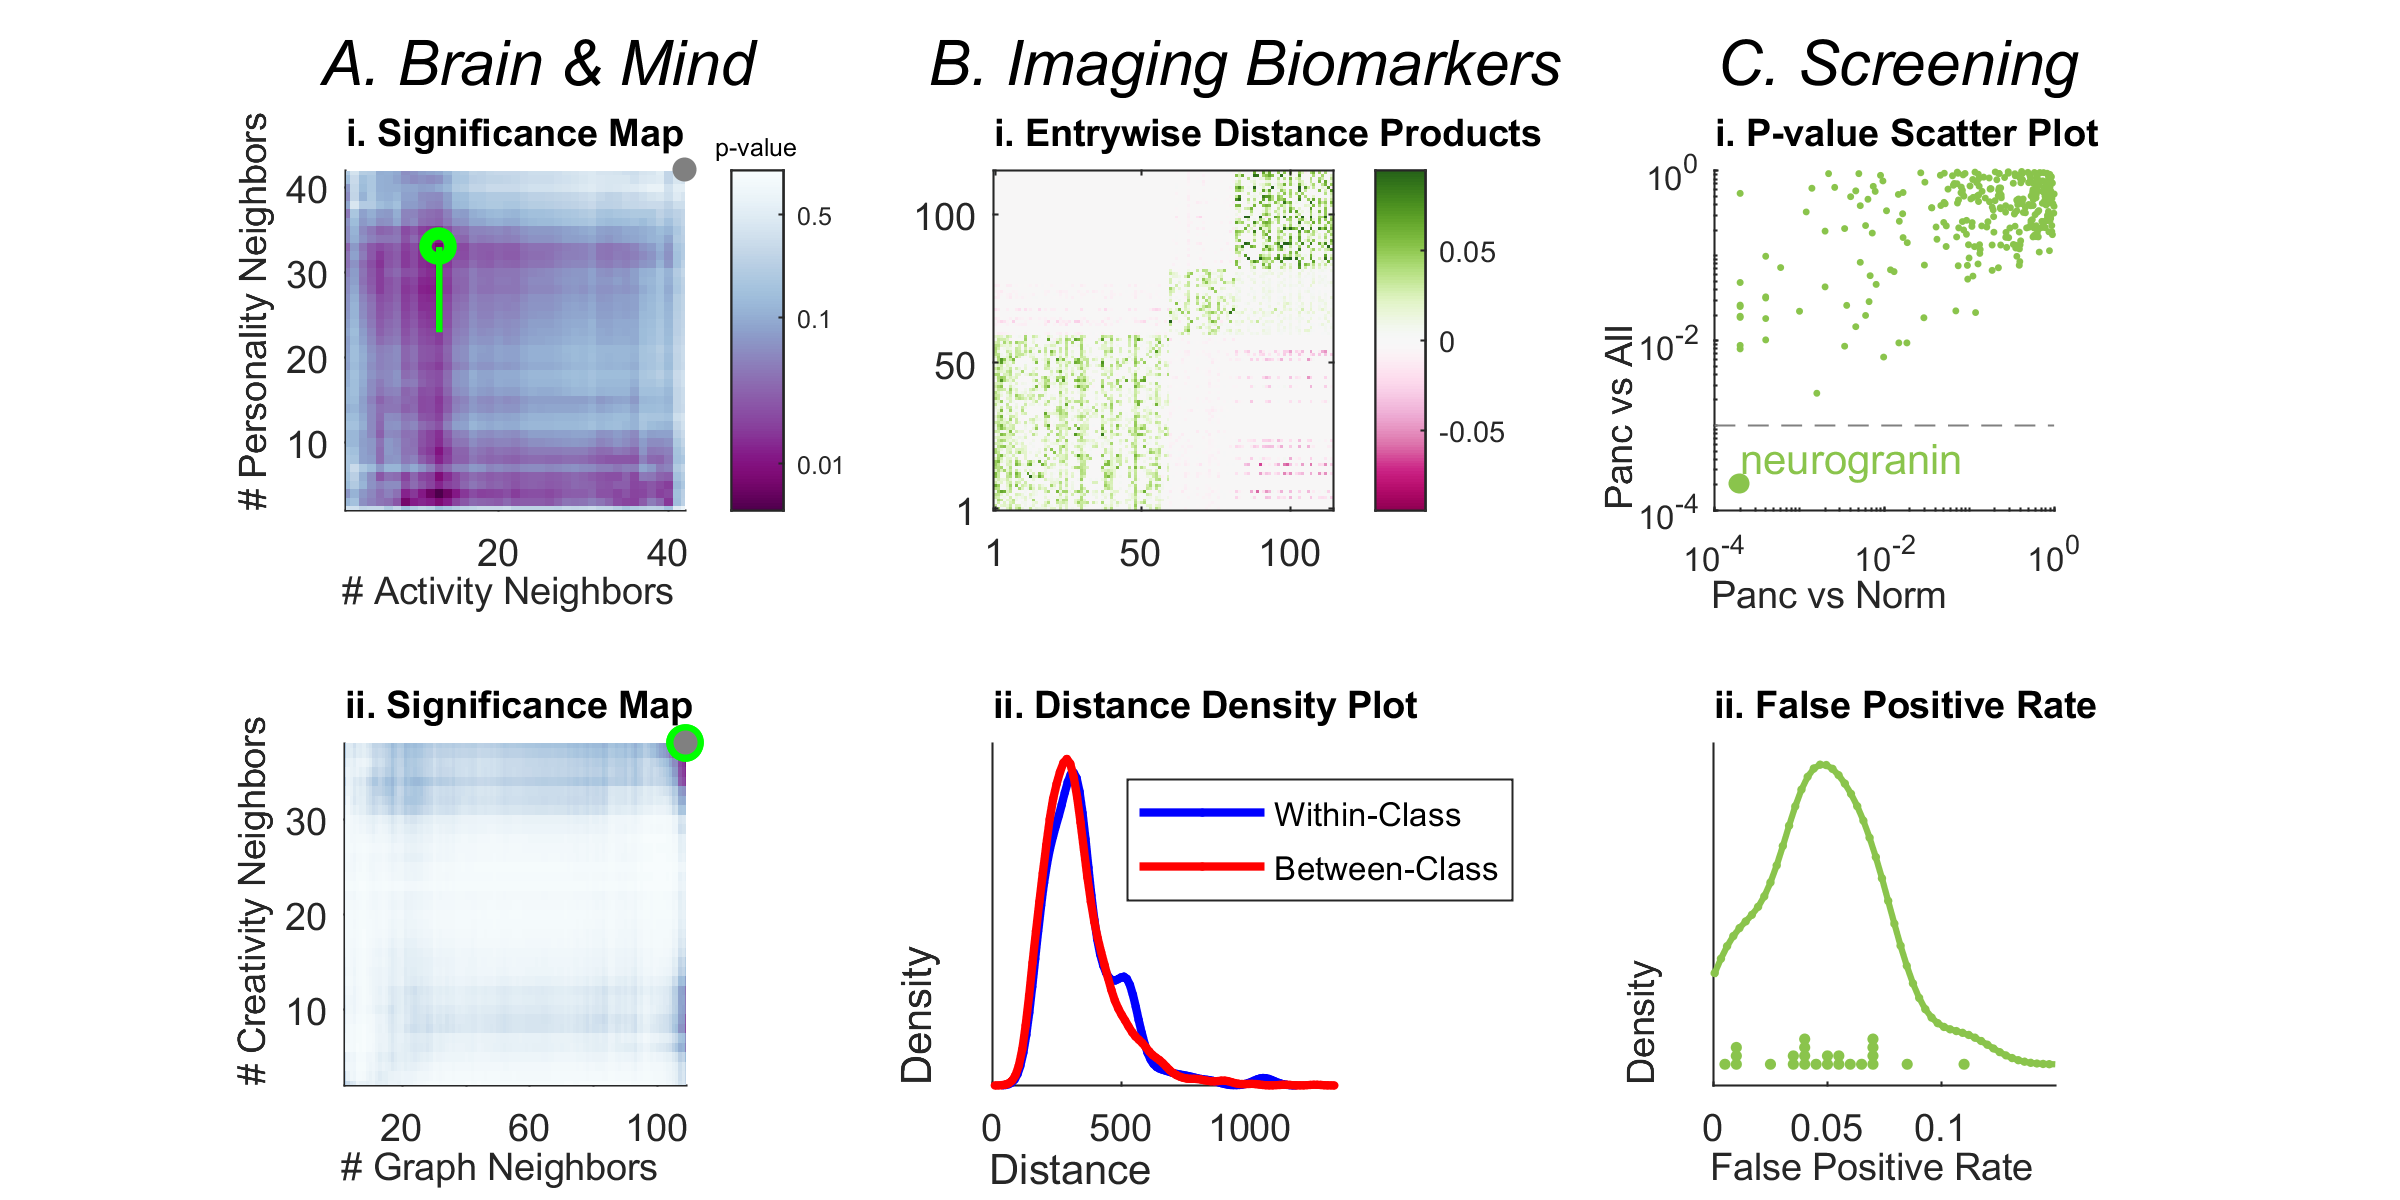 A. Brain & Mind
B. Imaging Biomarkers
C. Screening
i. Significance Map
p-value
# Personality Neighbors
40
30
20
10
20
40
# Activity Neighbors
0.5
0.1
0.01
i. Entrywise Distance Products
100
50
1
1
50
100
0.05
0
-0.05
i. P-value Scatter Plot
Panc vs All
10^0
10^-2
10^-4
neurogranin
10^-4
10^-2
10^0
Panc vs Norm
ii. Significance Map
# Creativity Neighbors
30
20
10
20
60
100
# Graph Neighbors
ii. Distance Density Plot
Within-Class
Between-Class
Density
0
500
1000
Distance
ii. False Positive Rate
Density
0
0.05
0.1
False Positive Rate